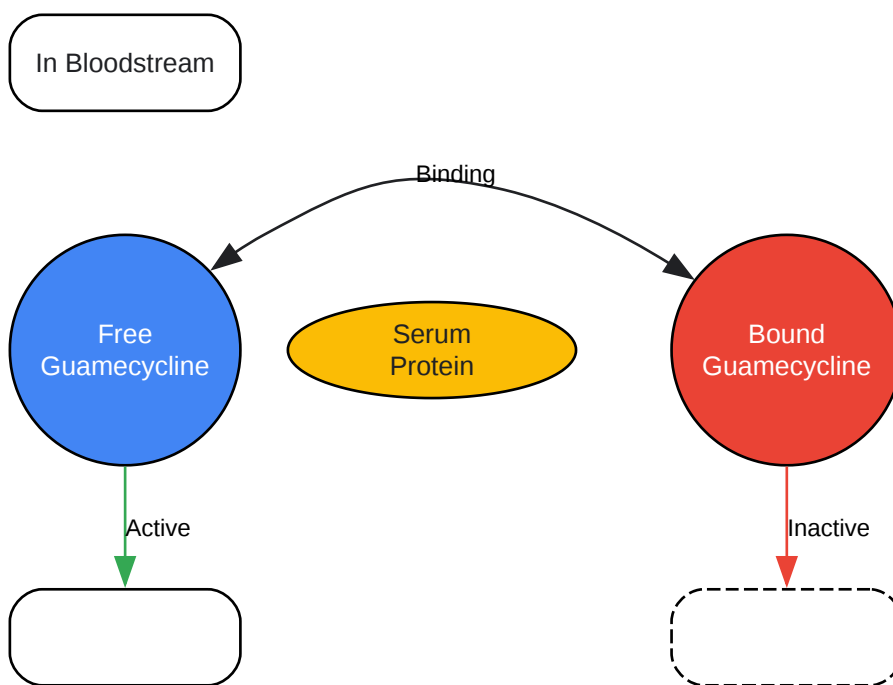 In Bloodstream
Binding
Free
Guamecycline
Serum
Protein
Bound
Guamecycline
Active
Inactive